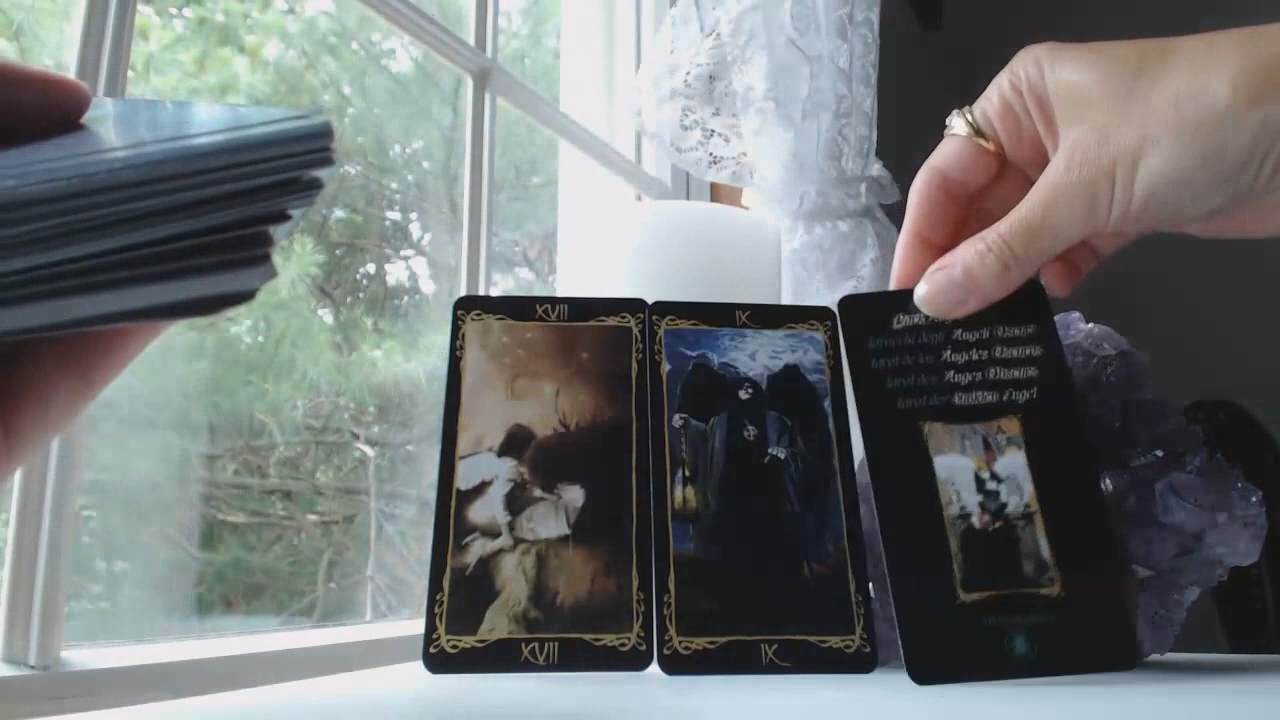 XVII
IX
Tarocchi degli Angeli Oscuri
Tarot de los Ángeles Oscuros
Tarot des Anges Obscurs
Tarot der Dunklen Engel
XVII
IX